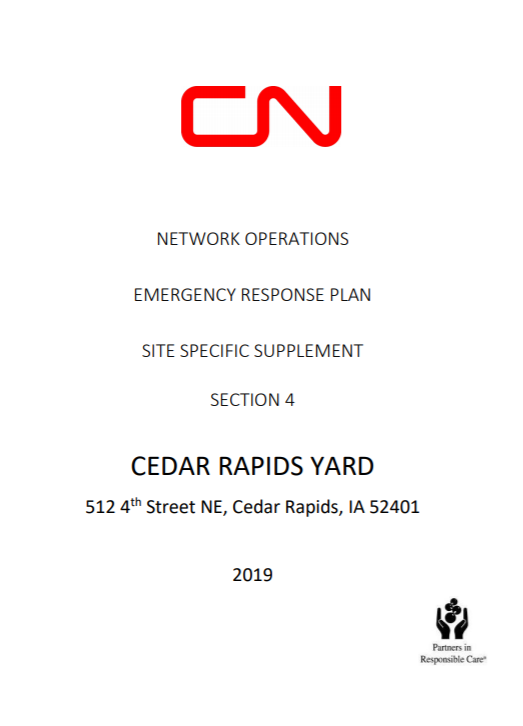 CN
NETWORK OPERATIONS
EMERGENCY RESPONSE PLAN
SITE SPECIFIC SUPPLEMENT
SECTION 4
CEDAR RAPIDS YARD
512 4th Street NE, Cedar Rapids, IA 52401
2019
Partners in
Responsible Care®